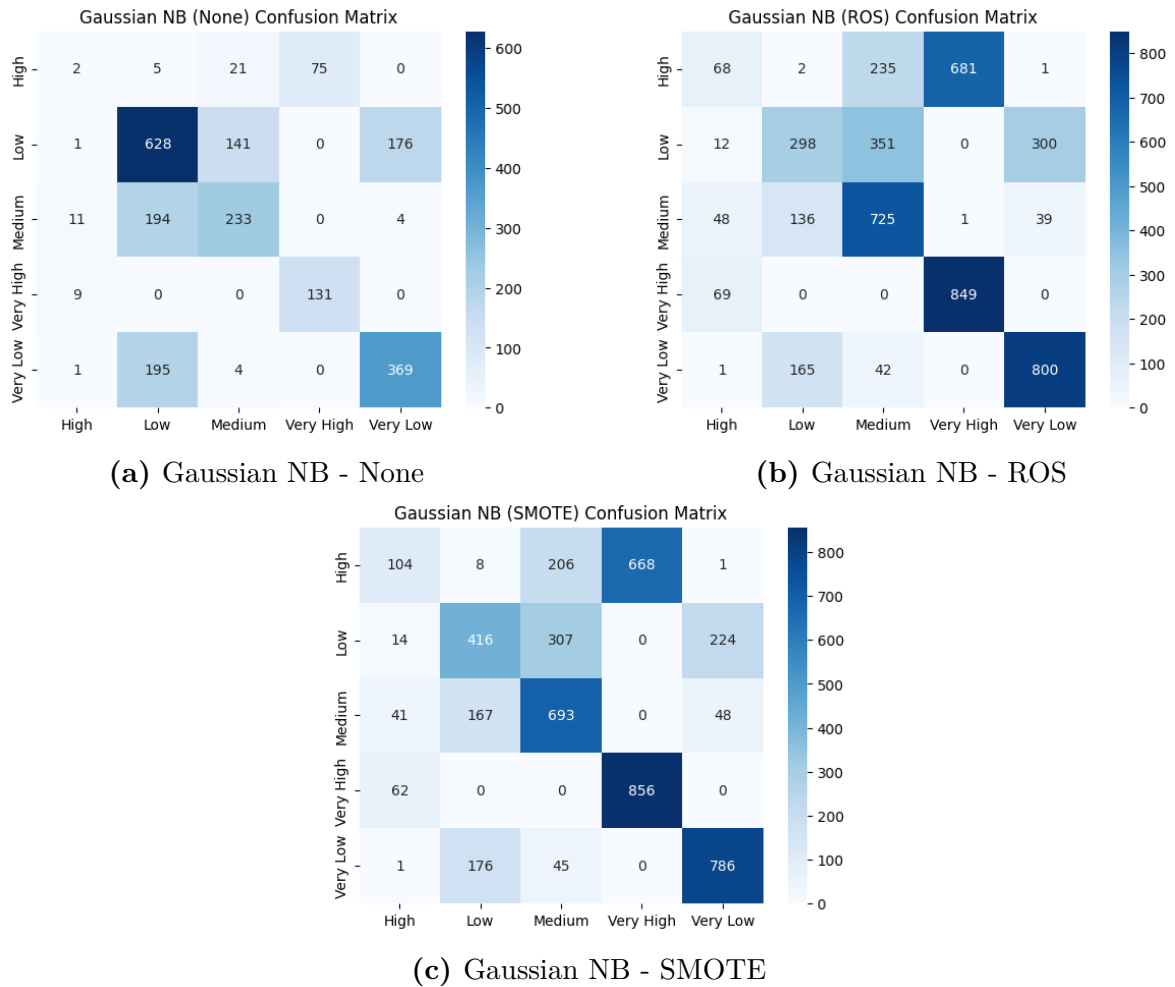 Gaussian NB (None) Confusion Matrix
High 2 5 21 75 0
Low 1 628 141 0 176
Medium 11 194 233 0 4
Very High 9 0 0 131 0
Very Low 1 195 4 0 369
High Low Medium Very High Very Low
600
500
400
300
200
100
0
(a) Gaussian NB - None
Gaussian NB (ROS) Confusion Matrix
High 68 2 235 681 1
Low 12 298 351 0 300
Medium 48 136 725 1 39
Very High 69 0 0 849 0
Very Low 1 165 42 0 800
High Low Medium Very High Very Low
800
700
600
500
400
300
200
100
0
(b) Gaussian NB - ROS
Gaussian NB (SMOTE) Confusion Matrix
High 104 8 206 668 1
Low 14 416 307 0 224
Medium 41 167 693 0 48
Very High 62 0 0 856 0
Very Low 1 176 45 0 786
High Low Medium Very High Very Low
800
700
600
500
400
300
200
100
0
(c) Gaussian NB - SMOTE